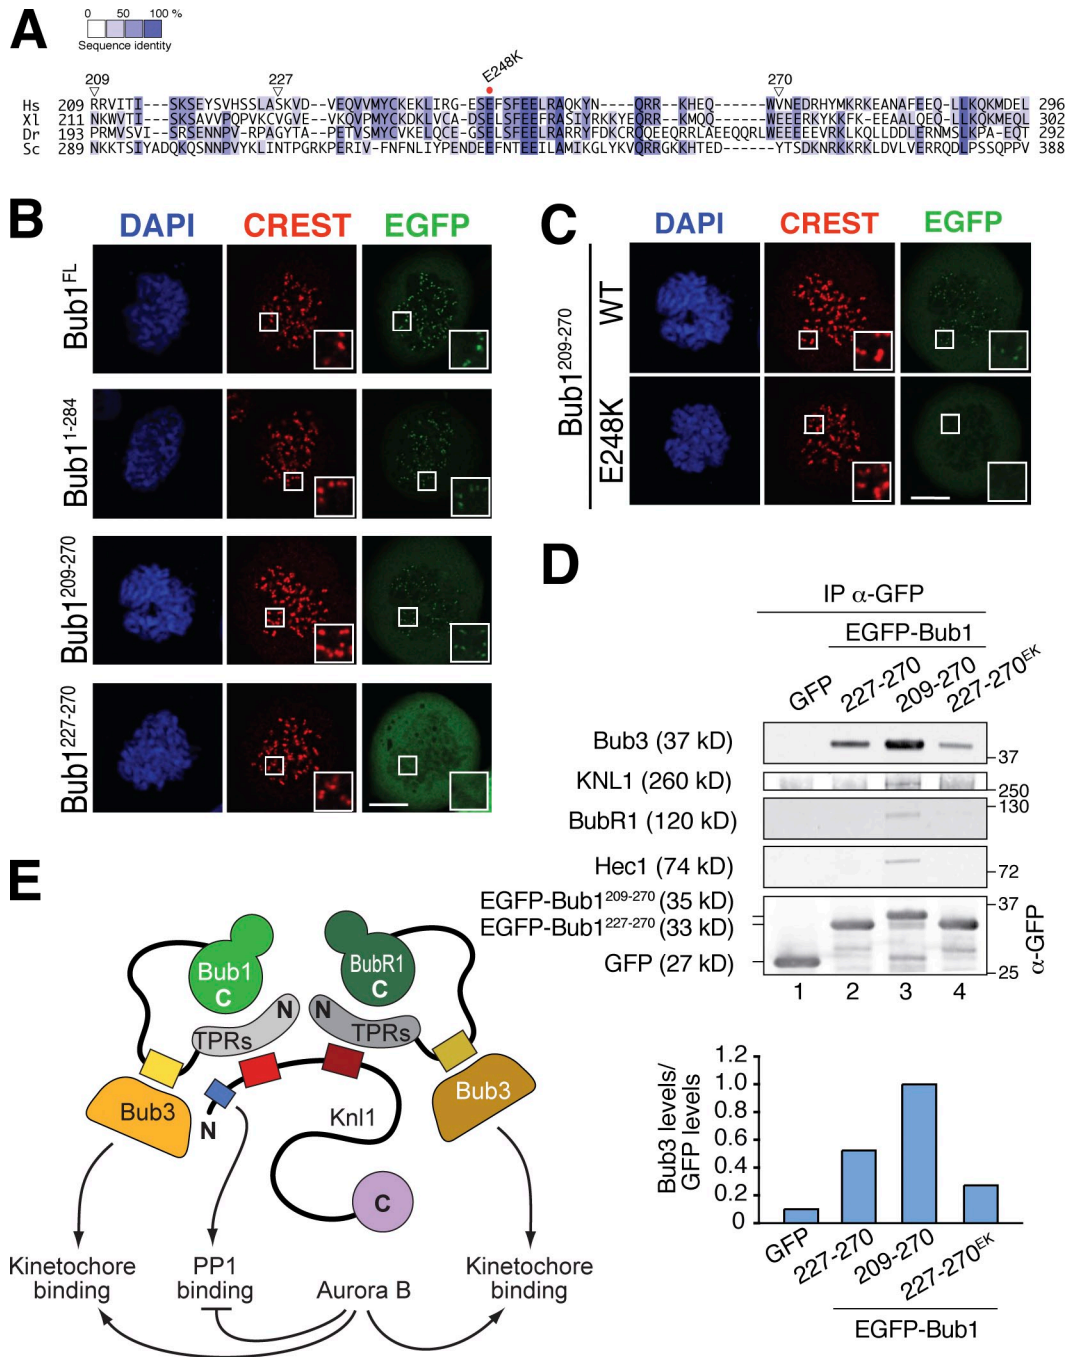 A
0 50 100 %
Sequence identity
E248K
209 227 270
Hs 209 RRVITI---SKSEYSVHSSLASKVD--VEQVVMYCKEKLIRG-ESEFSFEELRAQKYN----QRR--KHEQ------WVNEDRHYMKRKEANAFEEQ-LLKQKMDEL 296
Xl 211 NKWVTI---SKSAVVPQPVKCVGVE--VKQVPMYCKDKLVCA-DSELSFEEFRASIYRKKYEQRR--KMQQ------WEEERKYKK-EEAVLQEEQ-LLKQKMEQL 302
Dr 193 PRMVSVI--SRSENNPV-RPAGYTA--PETVSMYCVEKLQCE-GSELSFEELRARRYFDKCRQQEEQRRLAEEQQRLWEEEEEVRKLKQLLDDLERNMSLKPA-EQT 292
Sc 289 NKKTSIYADQKQSNNPVYKLINTPGRKPERIV-FNFNLIYPENDEEFNTEEILAMIKGLYKVQRRGKKHTED------YTSDKNRKKRKLDVLVERRQDLPSSQPPV 388
B
DAPI CREST EGFP
Bub1FL
Bub11-284
Bub1209-270
Bub1227-270
C
DAPI CREST EGFP
Bub1209-270
WT
E248K
D
IP α-GFP
EGFP-Bub1
GFP 227-270 209-270 227-270EK
Bub3 (37 kD) 37
KNL1 (260 kD) 250
BubR1 (120 kD) 130
Hec1 (74 kD) 72
EGFP-Bub1209-270 (35 kD) 37
EGFP-Bub1227-270 (33 kD)
GFP (27 kD) 25
α-GFP
1 2 3 4
Bub3 levels/
GFP levels
1.2
1.0
0.8
0.6
0.4
0.2
0
GFP 227-270 209-270 227-270EK
EGFP-Bub1
E
Bub1
C
BubR1
C
N N
TPRs TPRs
Bub3 Bub3
N
Knl1
C
Kinetochore
binding
PP1
binding
Aurora B
Kinetochore
binding